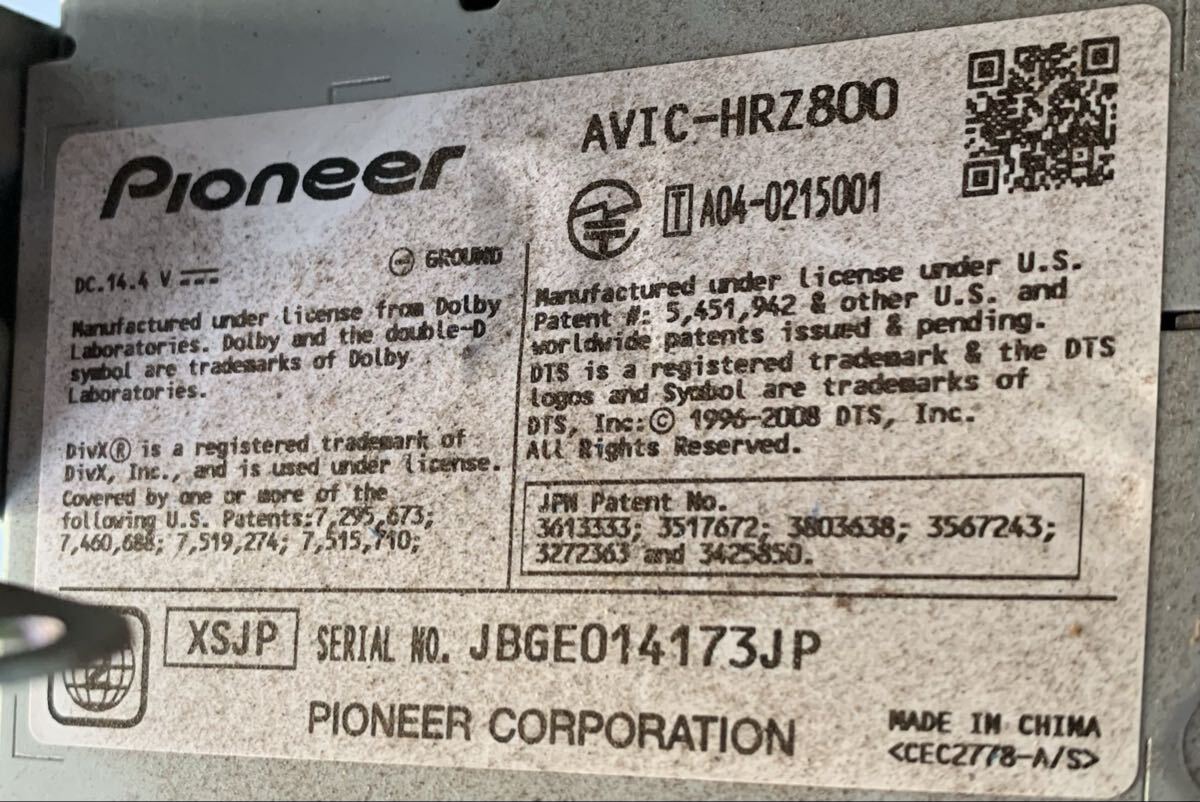 Pioneer
AVIC-HRZ800
T A04-0215001
DC.14.4 V
GROUND
Manufactured under license from Dolby
Laboratories. Dolby and the double-D
symbol are trademarks of Dolby
Laboratories.
DivX® is a registered trademark of
DivX, Inc., and is used under license.
Covered by one or more of the
following U.S. Patents:7,295,673;
7,460,688; 7,519,274; 7,515,710;
Manufactured under license under U.S.
Patent #: 5,451,942 & other U.S. and
worldwide patents issued & pending.
DTS is a registered trademark & the DTS
logos and Symbol are trademarks of
DTS, Inc:© 1996-2008 DTS, Inc.
All Rights Reserved.
JPN Patent No.
3613333; 3517672; 3803638; 3567243;
3272363 and 3425850.
2
XSJP
SERIAL NO. JBGE014173JP
PIONEER CORPORATION
MADE IN CHINA
<CEC2778-A/S>